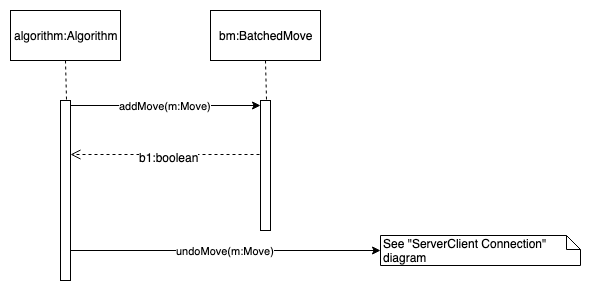 algorithm:Algorithm
bm:BatchedMove
addMove(m:Move)
b1:boolean
undoMove(m:Move)
See "ServerClient Connection"
diagram